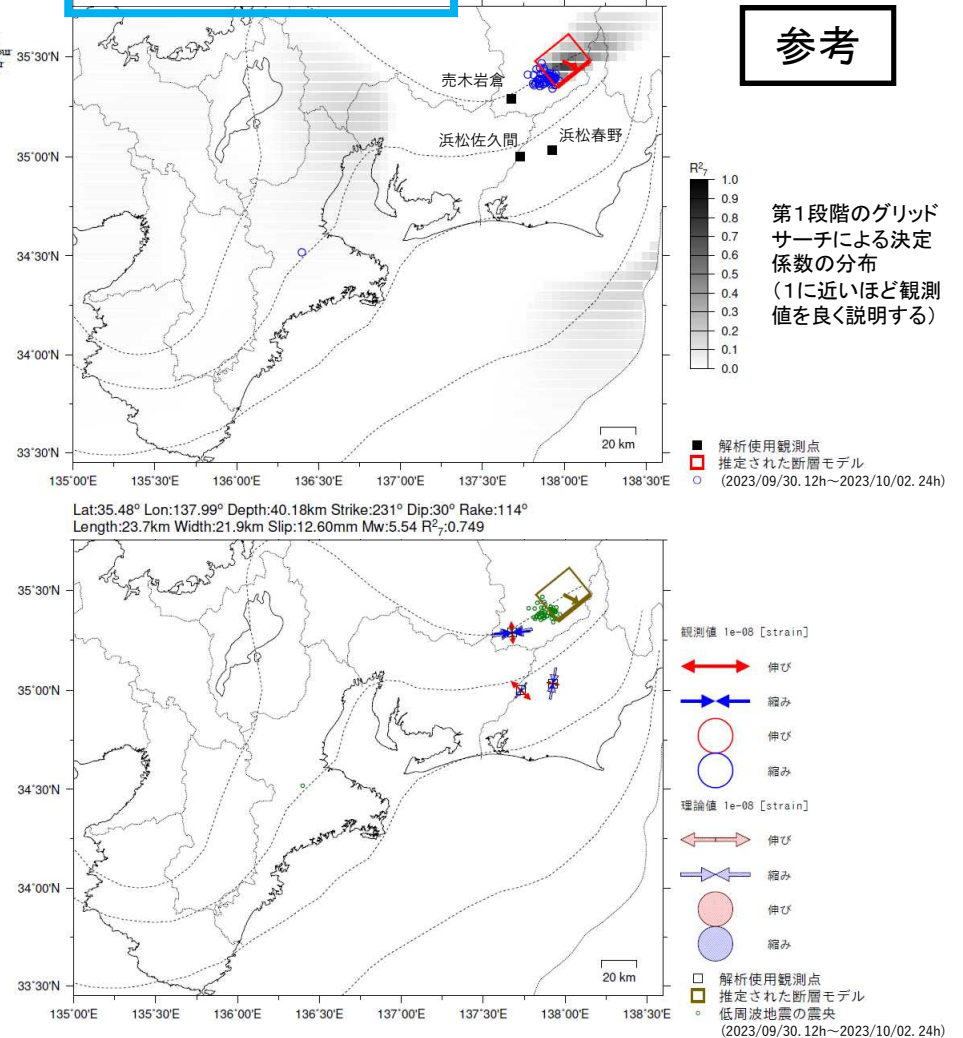 参考
35°30'N
35°00'N
34°30'N
34°00'N
33°30'N
135°00'E
135°30'E
136°00'E
136°30'E
137°00'E
137°30'E
138°00'E
138°30'E
売木岩倉
浜松佐久間
浜松春野
20 km
R²₇
1.0
0.9
0.8
0.7
0.6
0.5
0.4
0.3
0.2
0.1
0.0
第1段階のグリッド
サーチによる決定
係数の分布
(1に近いほど観測
値を良く説明する)
解析使用観測点
推定された断層モデル
(2023/09/30.12h~2023/10/02.24h)
Lat:35.48° Lon:137.99° Depth:40.18km Strike:231° Dip:30° Rake:114°
Length:23.7km Width:21.9km Slip:12.60mm Mw:5.54 R²₇:0.749
35°30'N
35°00'N
34°30'N
34°00'N
33°30'N
135°00'E
135°30'E
136°00'E
136°30'E
137°00'E
137°30'E
138°00'E
138°30'E
20 km
観測値 1e-08 [strain]
伸び
縮み
伸び
縮み
理論値 1e-08 [strain]
伸び
縮み
伸び
縮み
解析使用観測点
推定された断層モデル
低周波地震の震央
(2023/09/30.12h~2023/10/02.24h)